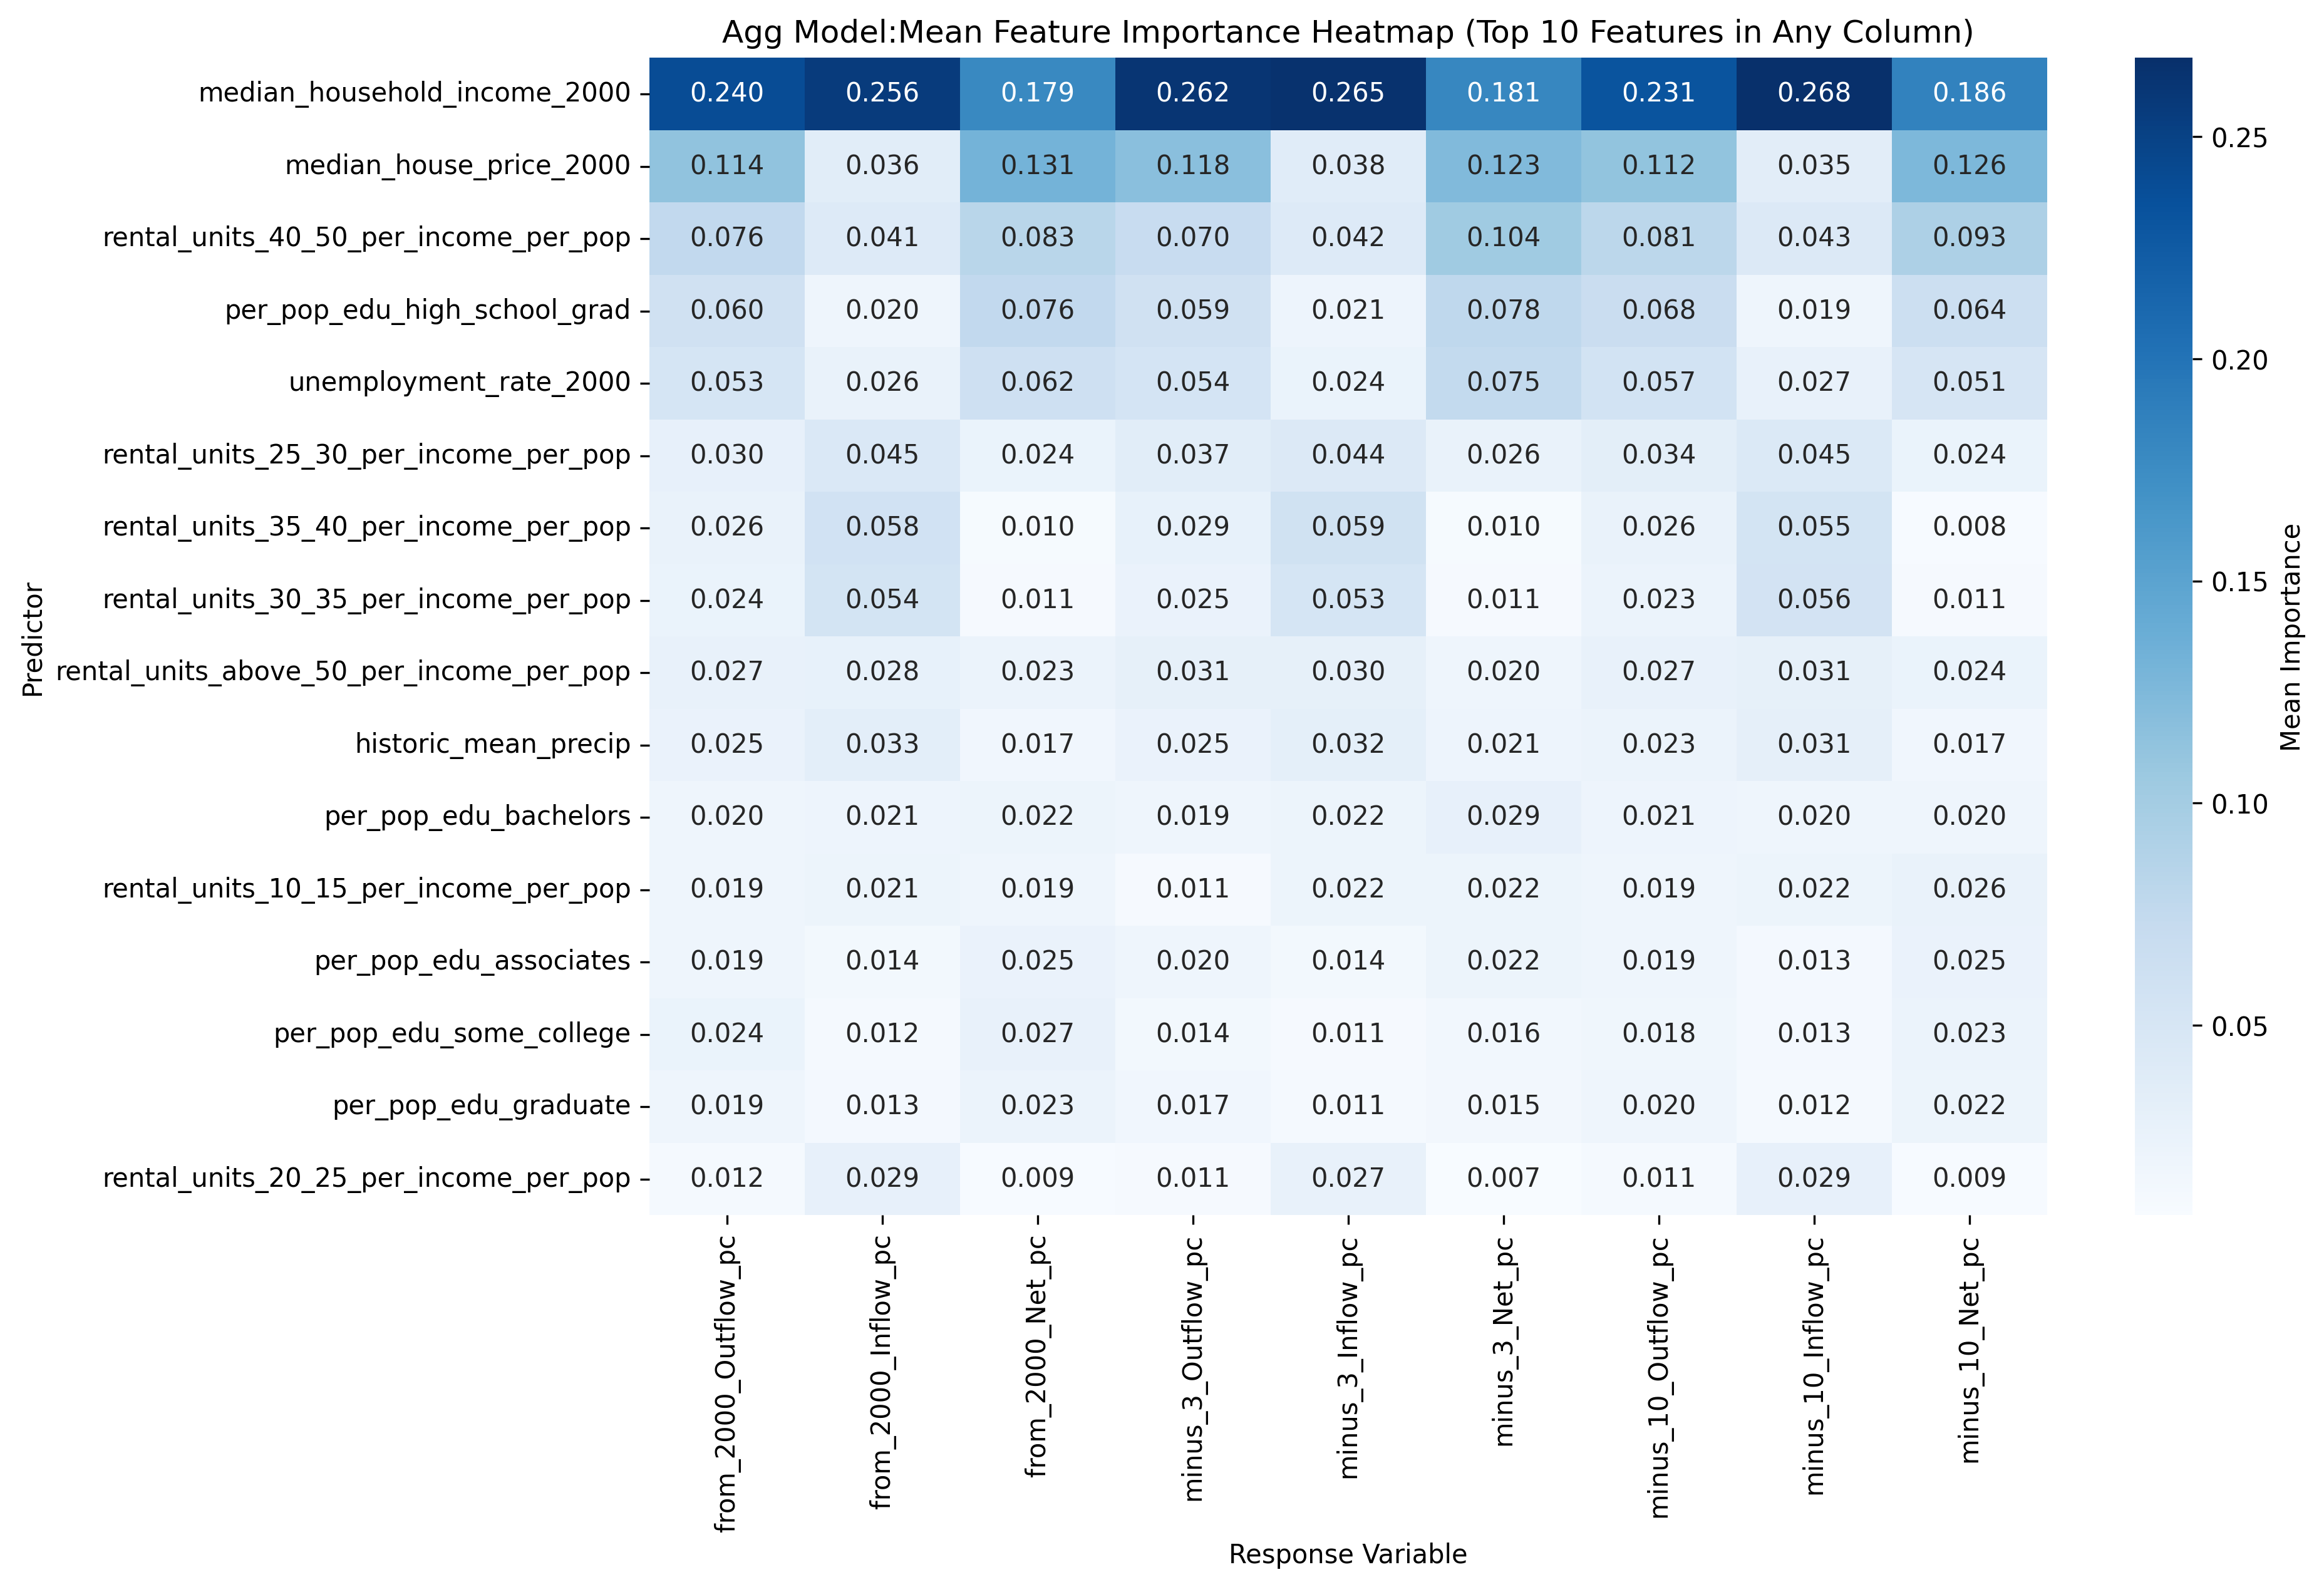 Agg Model:Mean Feature Importance Heatmap (Top 10 Features in Any Column)
Predictor
median_household_income_2000 0.240 0.256 0.179 0.262 0.265 0.181 0.231 0.268 0.186
median_house_price_2000 0.114 0.036 0.131 0.118 0.038 0.123 0.112 0.035 0.126
rental_units_40_50_per_income_per_pop 0.076 0.041 0.083 0.070 0.042 0.104 0.081 0.043 0.093
per_pop_edu_high_school_grad 0.060 0.020 0.076 0.059 0.021 0.078 0.068 0.019 0.064
unemployment_rate_2000 0.053 0.026 0.062 0.054 0.024 0.075 0.057 0.027 0.051
rental_units_25_30_per_income_per_pop 0.030 0.045 0.024 0.037 0.044 0.026 0.034 0.045 0.024
rental_units_35_40_per_income_per_pop 0.026 0.058 0.010 0.029 0.059 0.010 0.026 0.055 0.008
rental_units_30_35_per_income_per_pop 0.024 0.054 0.011 0.025 0.053 0.011 0.023 0.056 0.011
rental_units_above_50_per_income_per_pop 0.027 0.028 0.023 0.031 0.030 0.020 0.027 0.031 0.024
historic_mean_precip 0.025 0.033 0.017 0.025 0.032 0.021 0.023 0.031 0.017
per_pop_edu_bachelors 0.020 0.021 0.022 0.019 0.022 0.029 0.021 0.020 0.020
rental_units_10_15_per_income_per_pop 0.019 0.021 0.019 0.011 0.022 0.022 0.019 0.022 0.026
per_pop_edu_associates 0.019 0.014 0.025 0.020 0.014 0.022 0.019 0.013 0.025
per_pop_edu_some_college 0.024 0.012 0.027 0.014 0.011 0.016 0.018 0.013 0.023
per_pop_edu_graduate 0.019 0.013 0.023 0.017 0.011 0.015 0.020 0.012 0.022
rental_units_20_25_per_income_per_pop 0.012 0.029 0.009 0.011 0.027 0.007 0.011 0.029 0.009
from_2000_Outflow_pc
from_2000_Inflow_pc
from_2000_Net_pc
minus_3_Outflow_pc
minus_3_Inflow_pc
minus_3_Net_pc
minus_10_Outflow_pc
minus_10_Inflow_pc
minus_10_Net_pc
Response Variable
0.25
0.20
0.15
0.10
0.05
Mean Importance